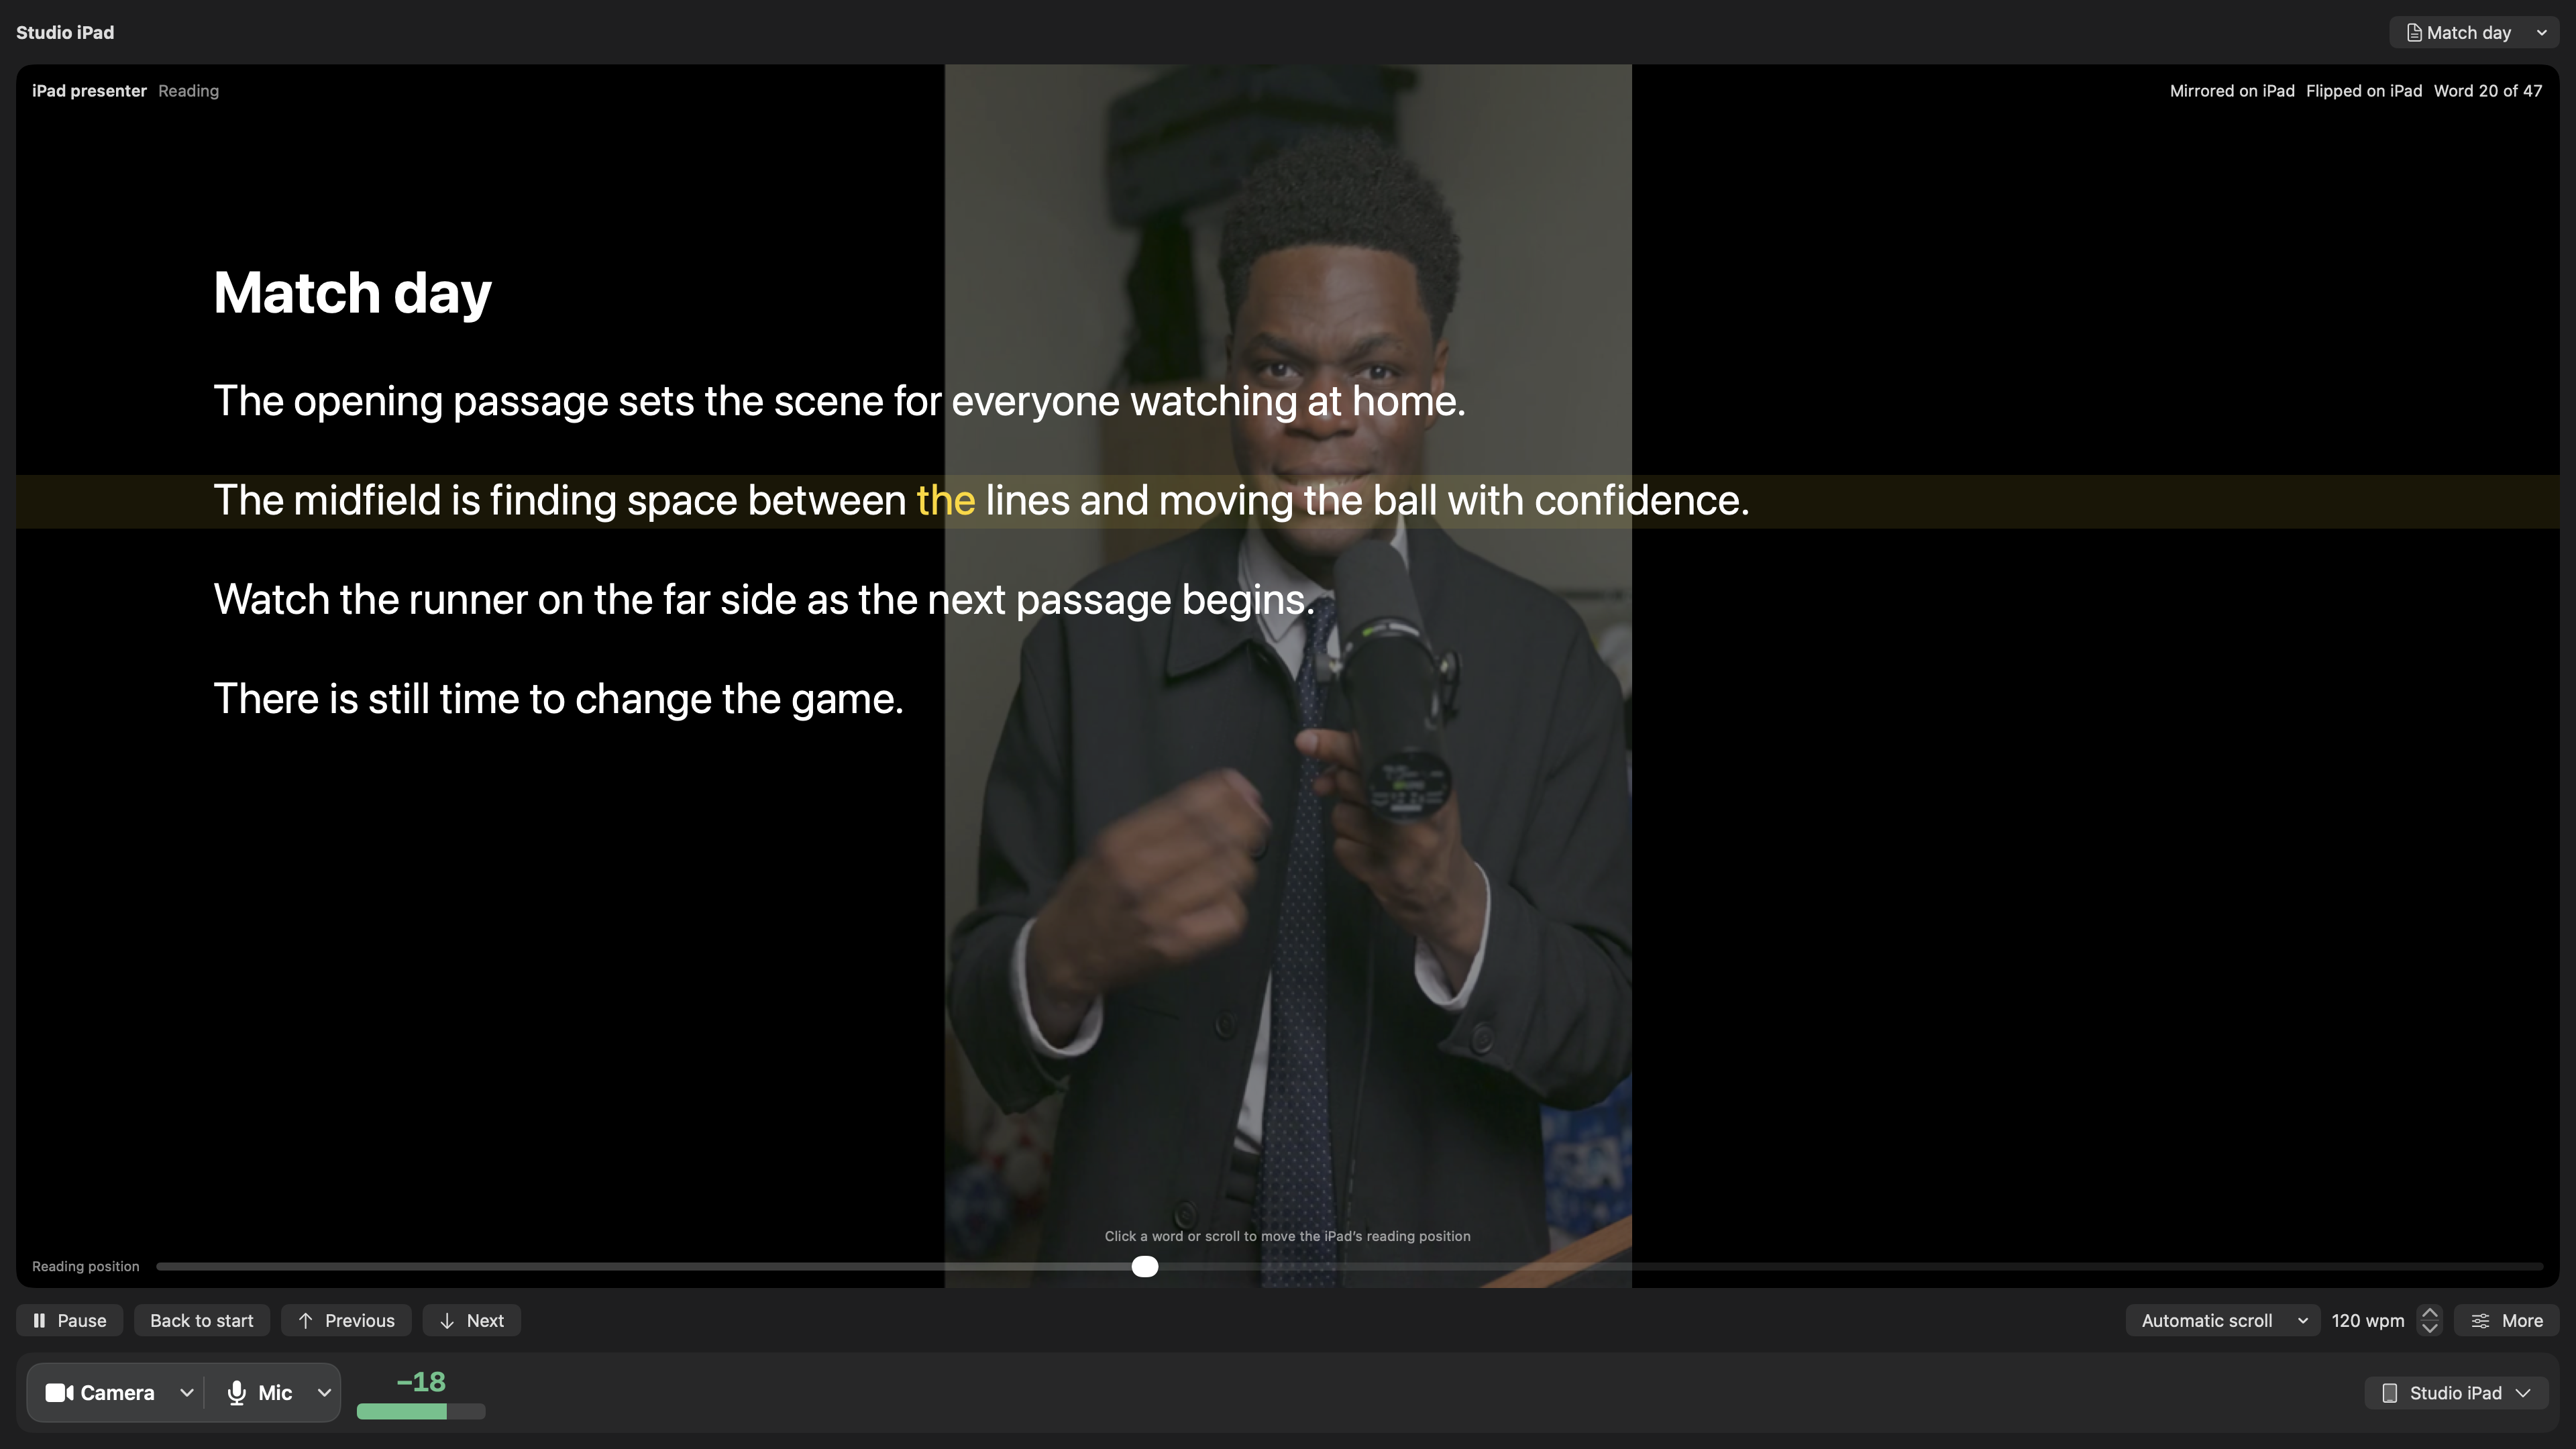 Studio iPad
Match day
iPad presenter Reading
Mirrored on iPad Flipped on iPad Word 20 of 47
Match day
The opening passage sets the scene for everyone watching at home.
The midfield is finding space between the lines and moving the ball with confidence.
Watch the runner on the far side as the next passage begins.
There is still time to change the game.
Click a word or scroll to move the iPad’s reading position
Reading position
Pause Back to start Previous Next
Automatic scroll 120 wpm More
Camera Mic −18
Studio iPad